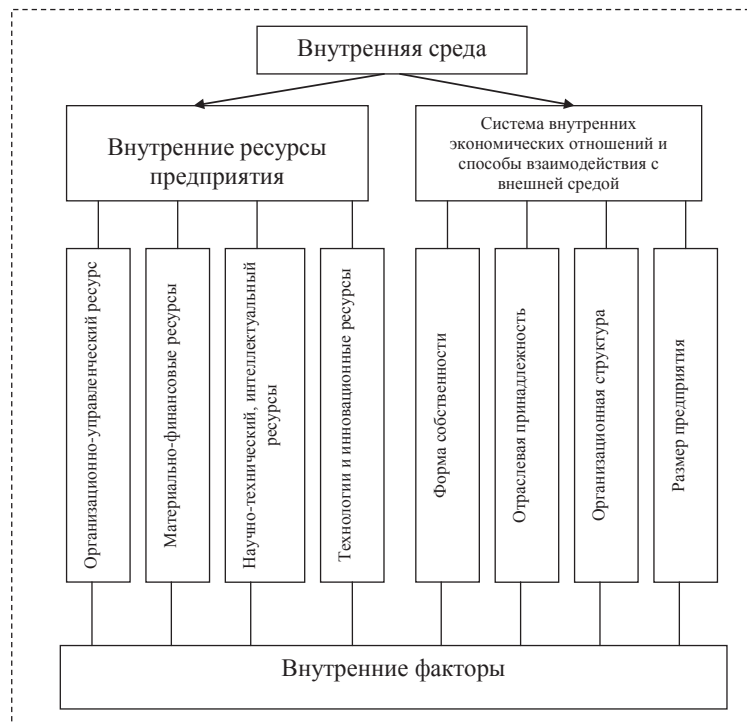 Внутренняя среда
Внутренние ресурсы
предприятия
Система внутренних
экономических отношений и
способы взаимодействия с
внешней средой
Организационно-управленческий ресурс
Материально-финансовые ресурсы
Научно-технический, интеллектуальный
ресурсы
Технологии и инновационные ресурсы
Форма собственности
Отраслевая принадлежность
Организационная структура
Размер предприятия
Внутренние факторы